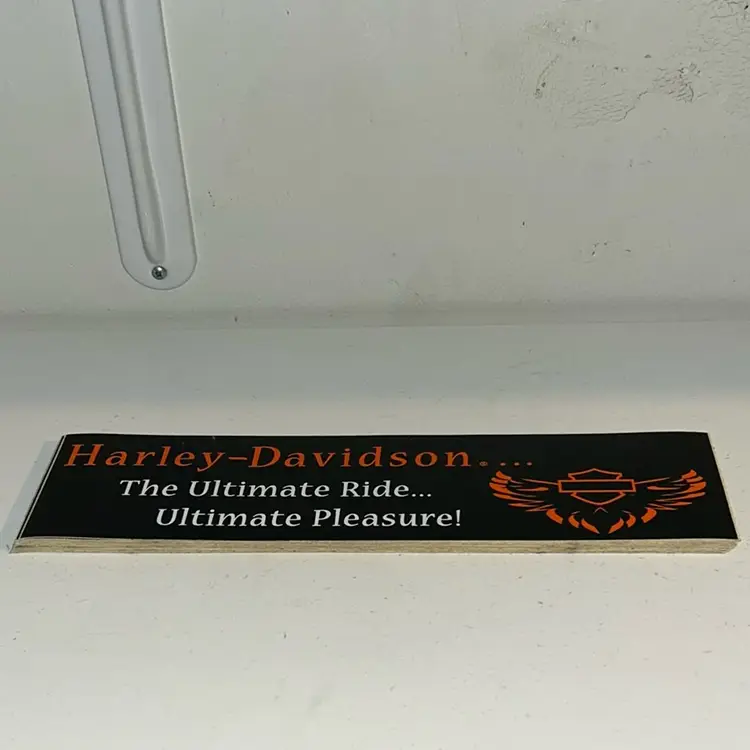 Harley-Davidson®....
The Ultimate Ride...
Ultimate Pleasure!